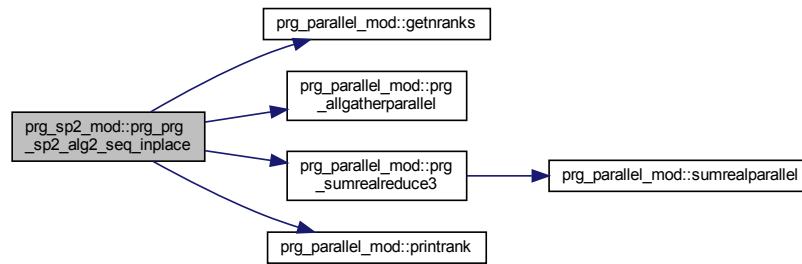 prg_parallel_mod::getnranks
prg_parallel_mod::prg
_allgatherparallel
prg_sp2_mod::prg_prg
_sp2_alg2_seq_inplace
prg_parallel_mod::prg
_sumrealreduce3
prg_parallel_mod::sumrealparallel
prg_parallel_mod::printrank